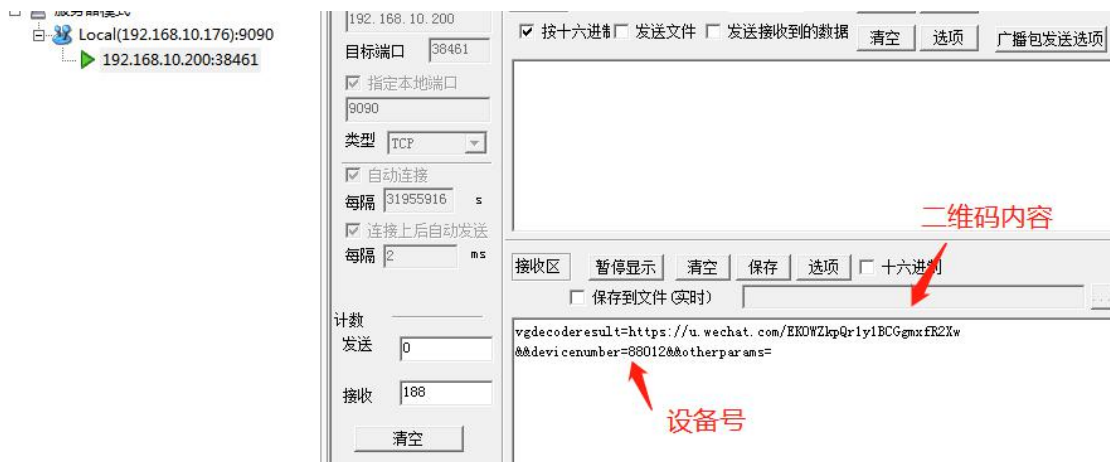 服务器模式
Local(192.168.10.176):9090
192.168.10.200:38461
192.168.10.200
目标端口 38461
指定本地端口
9090
类型 TCP
自动连接
每隔 31955916 s
连接上后自动发送
每隔 2 ms
计数
发送 0
接收 188
清空
按十六进制 发送文件 发送接收到的数据 清空 选项 广播包发送选项
二维码内容
接收区 暂停显示 清空 保存 选项 十六进制
保存到文件(实时) ...
vgdecoderesult=https://u.wechat.com/EKOWZkpQr1y1BCGgmxfR2Xw
&&devicenumber=88012&&otherparams=
设备号